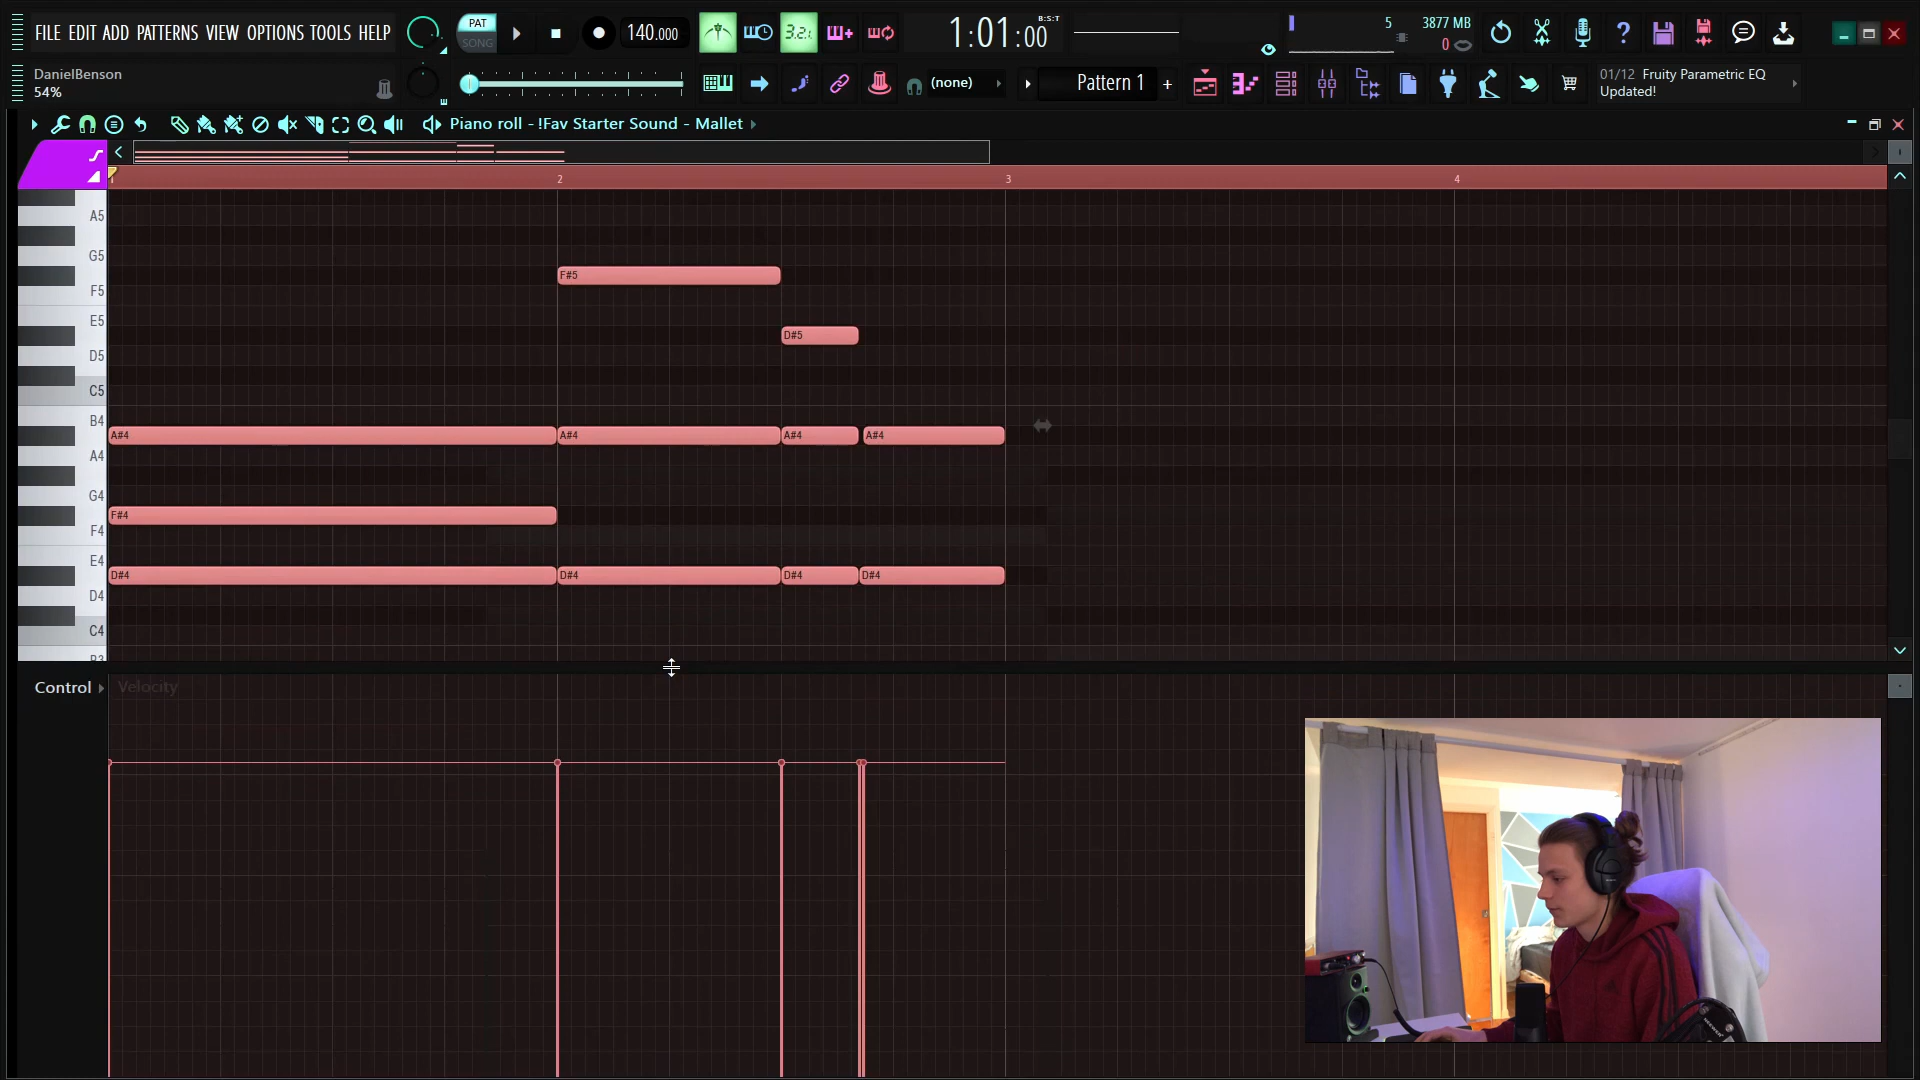 FILE EDIT ADD PATTERNS VIEW OPTIONS TOOLS HELP
PAT
SONG
140.000
3.2.
1:01:00
B:S:T
5
3877 MB
0
DanielBenson
54%
(none)
Pattern 1
01/12 Fruity Parametric EQ
Updated!
Piano roll - !Fav Starter Sound - Mallet
2
3
4
A5
G5
F#5
F5
E5
D#5
D5
C5
B4
A#4
A#4
A#4
A#4
A4
G4
F#4
F4
E4
D#4
D#4
D#4
D#4
D4
C4
B3
Control
Velocity